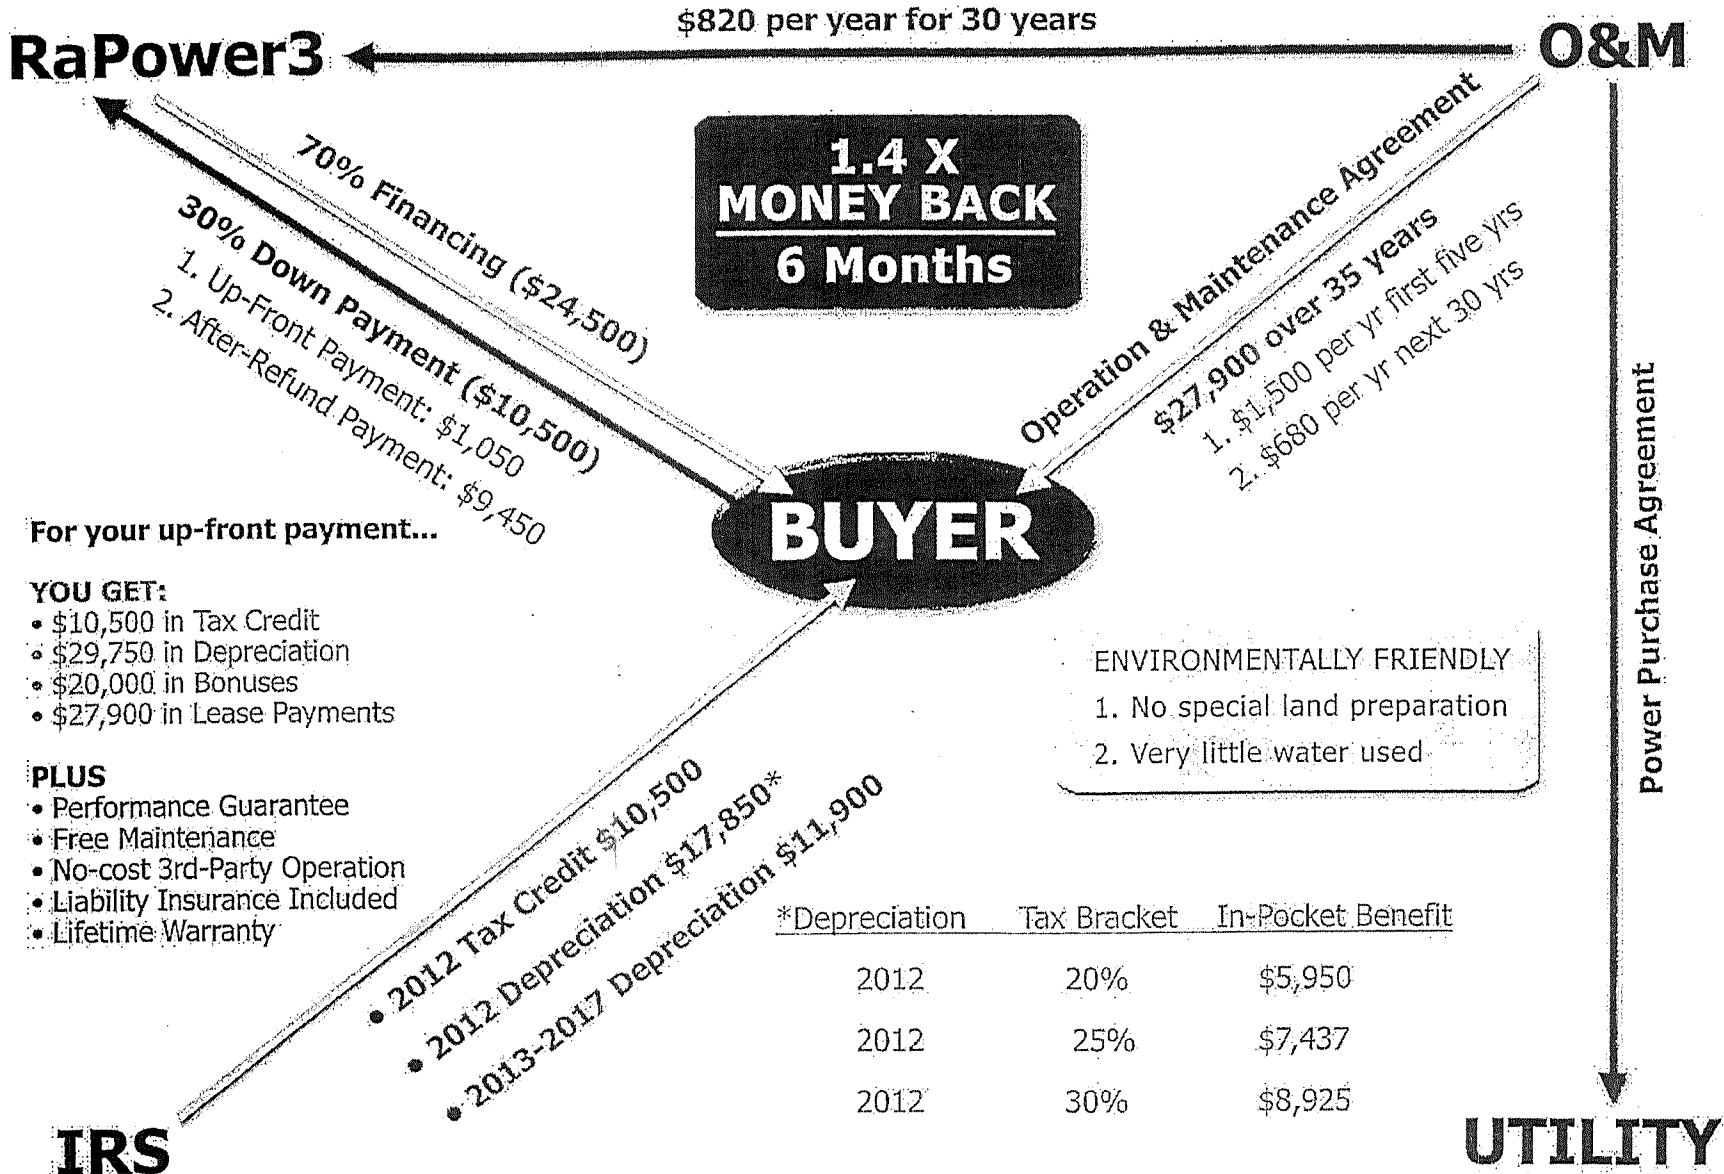 $820 per year for 30 years
RaPower3
O&M
1.4 X
MONEY BACK
6 Months
70% Financing ($24,500)
30% Down Payment ($10,500)
1. Up-Front Payment: $1,050
2. After-Refund Payment: $9,450
Operation & Maintenance Agreement
$27,900 over 35 years
1. $1,500 per yr first five yrs
2. $680 per yr next 30 yrs
Power Purchase Agreement
BUYER
For your up-front payment...
YOU GET:
• $10,500 in Tax Credit
• $29,750 in Depreciation
• $20,000 in Bonuses
• $27,900 in Lease Payments
PLUS
• Performance Guarantee
• Free Maintenance
• No-cost 3rd-Party Operation
• Liability Insurance Included
• Lifetime Warranty
ENVIRONMENTALLY FRIENDLY
1. No special land preparation
2. Very little water used
• 2012 Tax Credit $10,500
• 2012 Depreciation $17,850*
• 2013-2017 Depreciation $11,900
*Depreciation Tax Bracket In-Pocket Benefit
2012 20% $5,950
2012 25% $7,437
2012 30% $8,925
IRS
UTILITY